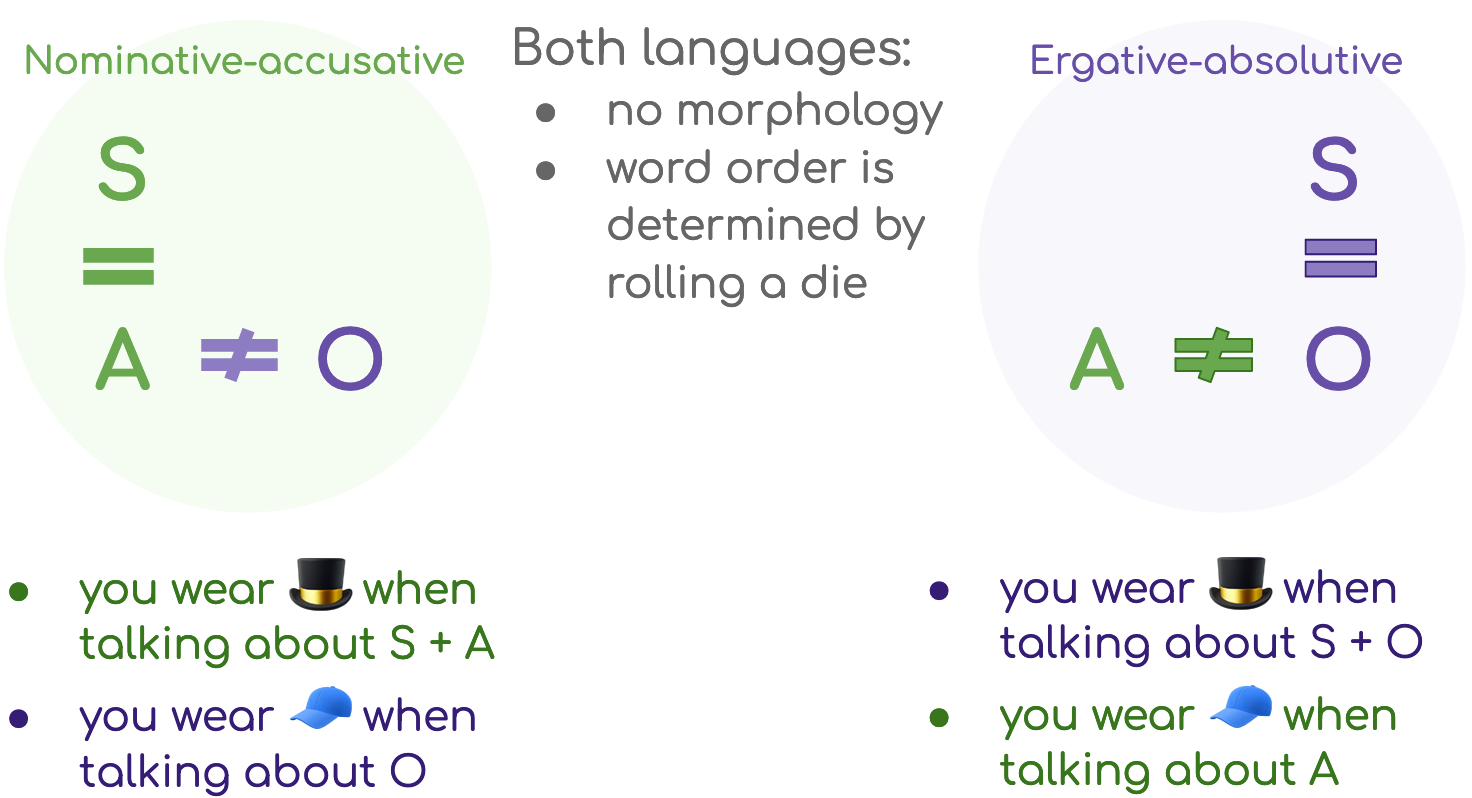 Nominative-accusative
S
=
A ≠ O
Both languages:
● no morphology
● word order is
determined by
rolling a die
Ergative-absolutive
S
=
A ≠ O
● you wear 🎩 when
talking about S + A
● you wear 🧢 when
talking about O
● you wear 🎩 when
talking about S + O
● you wear 🧢 when
talking about A